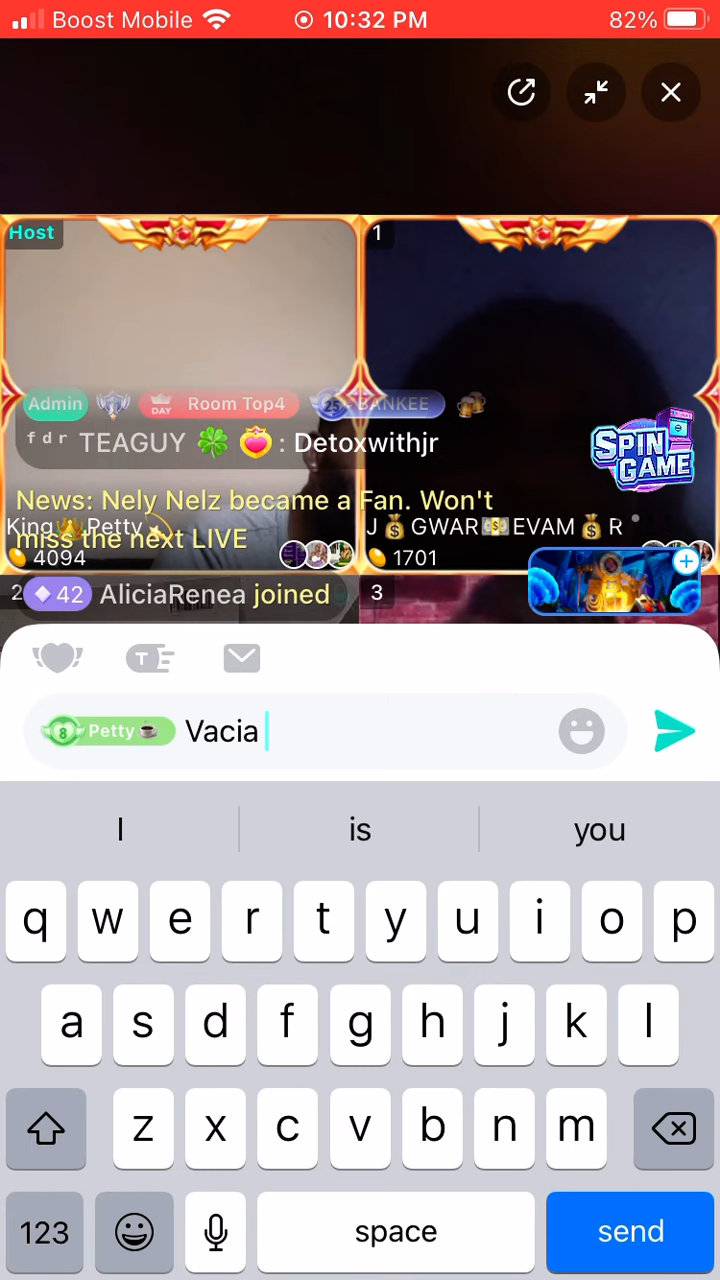 Boost Mobile 10:32 PM 82%
Host 1
Admin DAY Room Top4 25 BANKEE
ᶠᵈʳ TEAGUY 🍀 💝 : Detoxwithjr
SPIN GAME
News: Nely Nelz became a Fan. Won't
miss the next LIVE
King👑Petty J💰GWAR💵EVAM💰R
4094 1701
2 42 AliciaRenea joined 3
8 Petty☕ Vacia
I is you
q w e r t y u i o p
a s d f g h j k l
z x c v b n m
123 space send